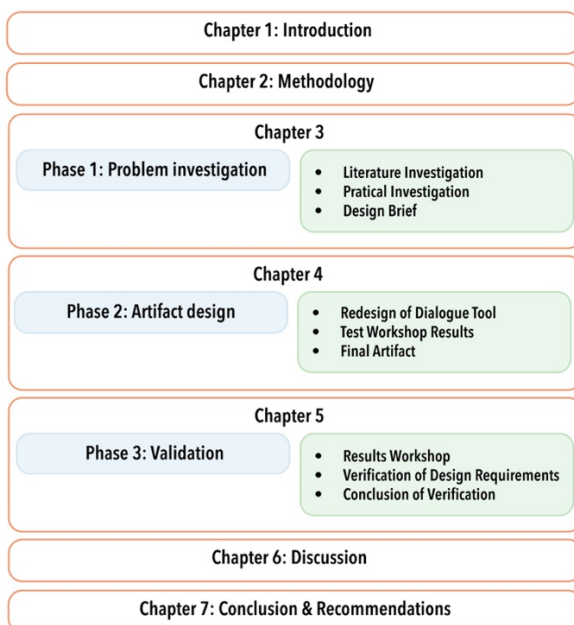 Chapter 1: Introduction
Chapter 2: Methodology
Chapter 3
Phase 1: Problem investigation
• Literature Investigation
• Pratical Investigation
• Design Brief
Chapter 4
Phase 2: Artifact design
• Redesign of Dialogue Tool
• Test Workshop Results
• Final Artifact
Chapter 5
Phase 3: Validation
• Results Workshop
• Verification of Design Requirements
• Conclusion of Verification
Chapter 6: Discussion
Chapter 7: Conclusion & Recommendations